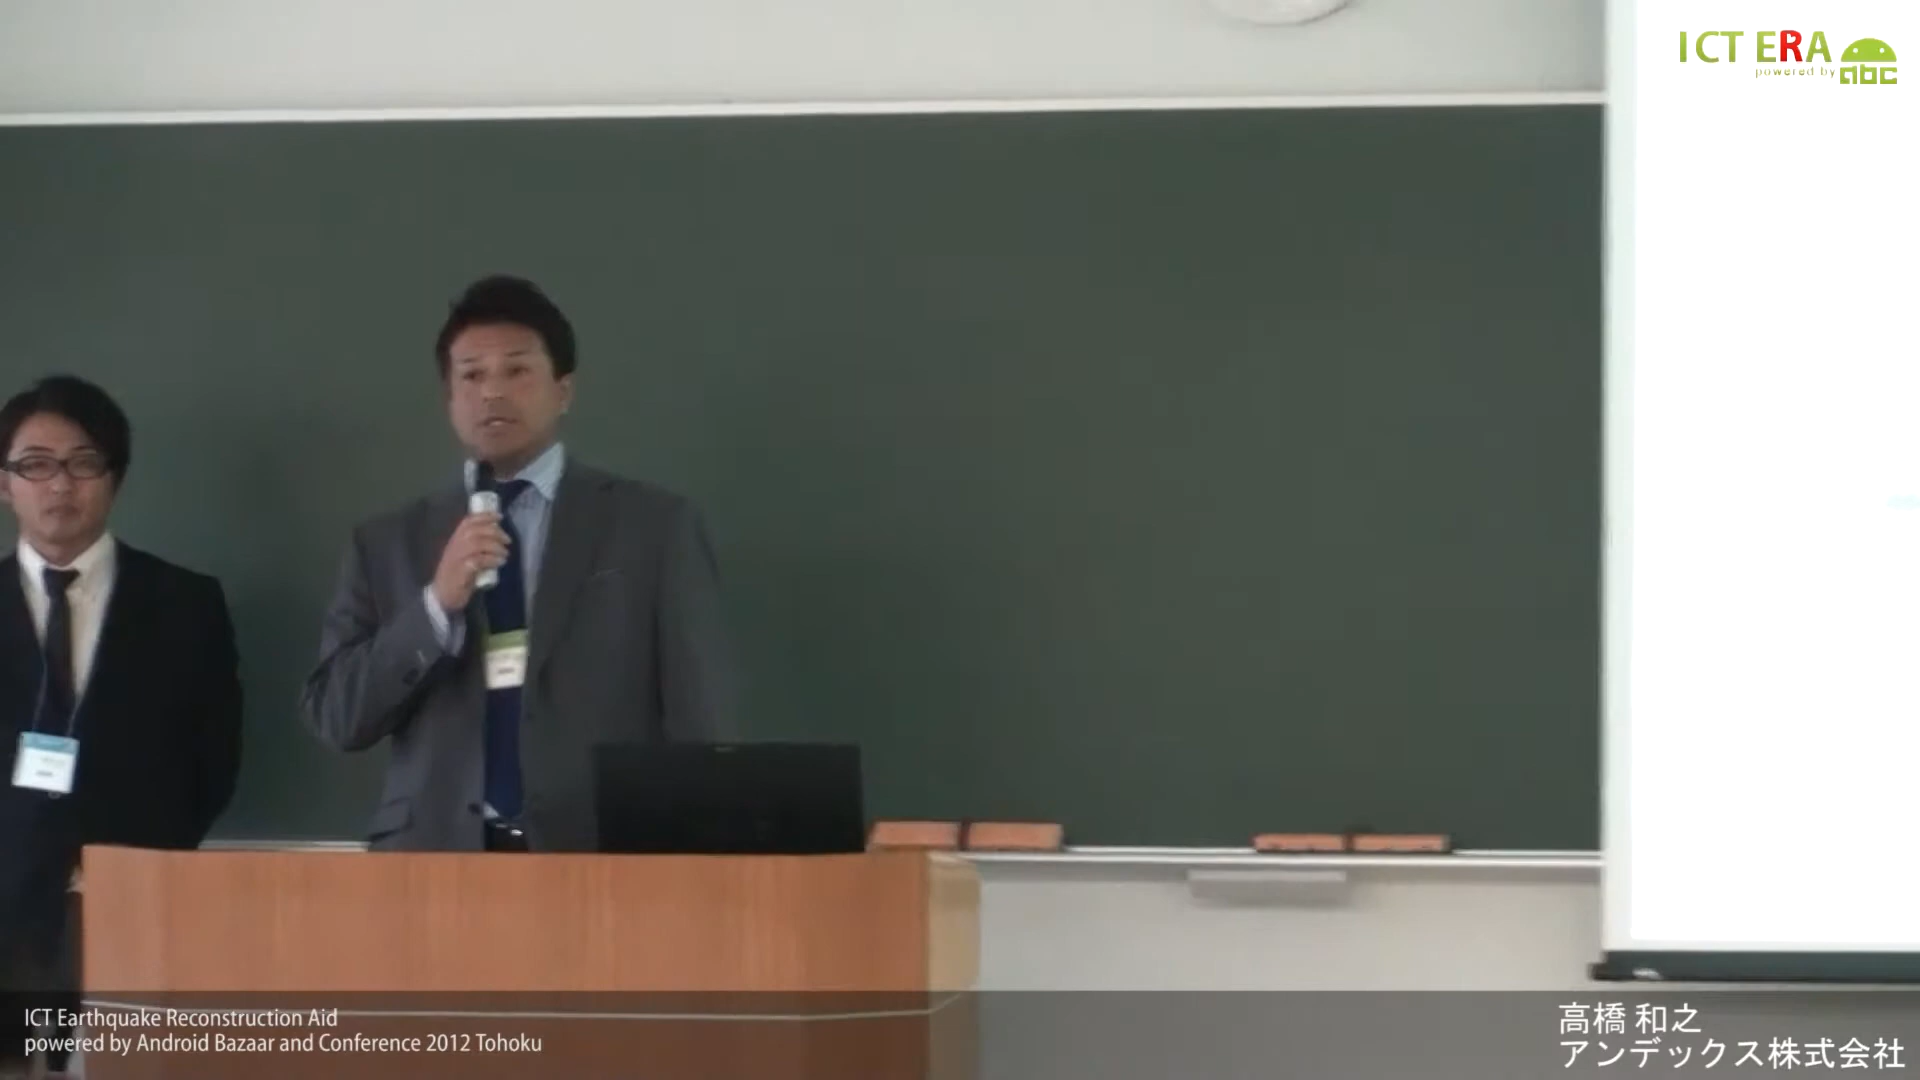 ICT ERA
powered by abc
ICT Earthquake Reconstruction Aid
powered by Android Bazaar and Conference 2012 Tohoku
高橋 和之
アンデックス株式会社